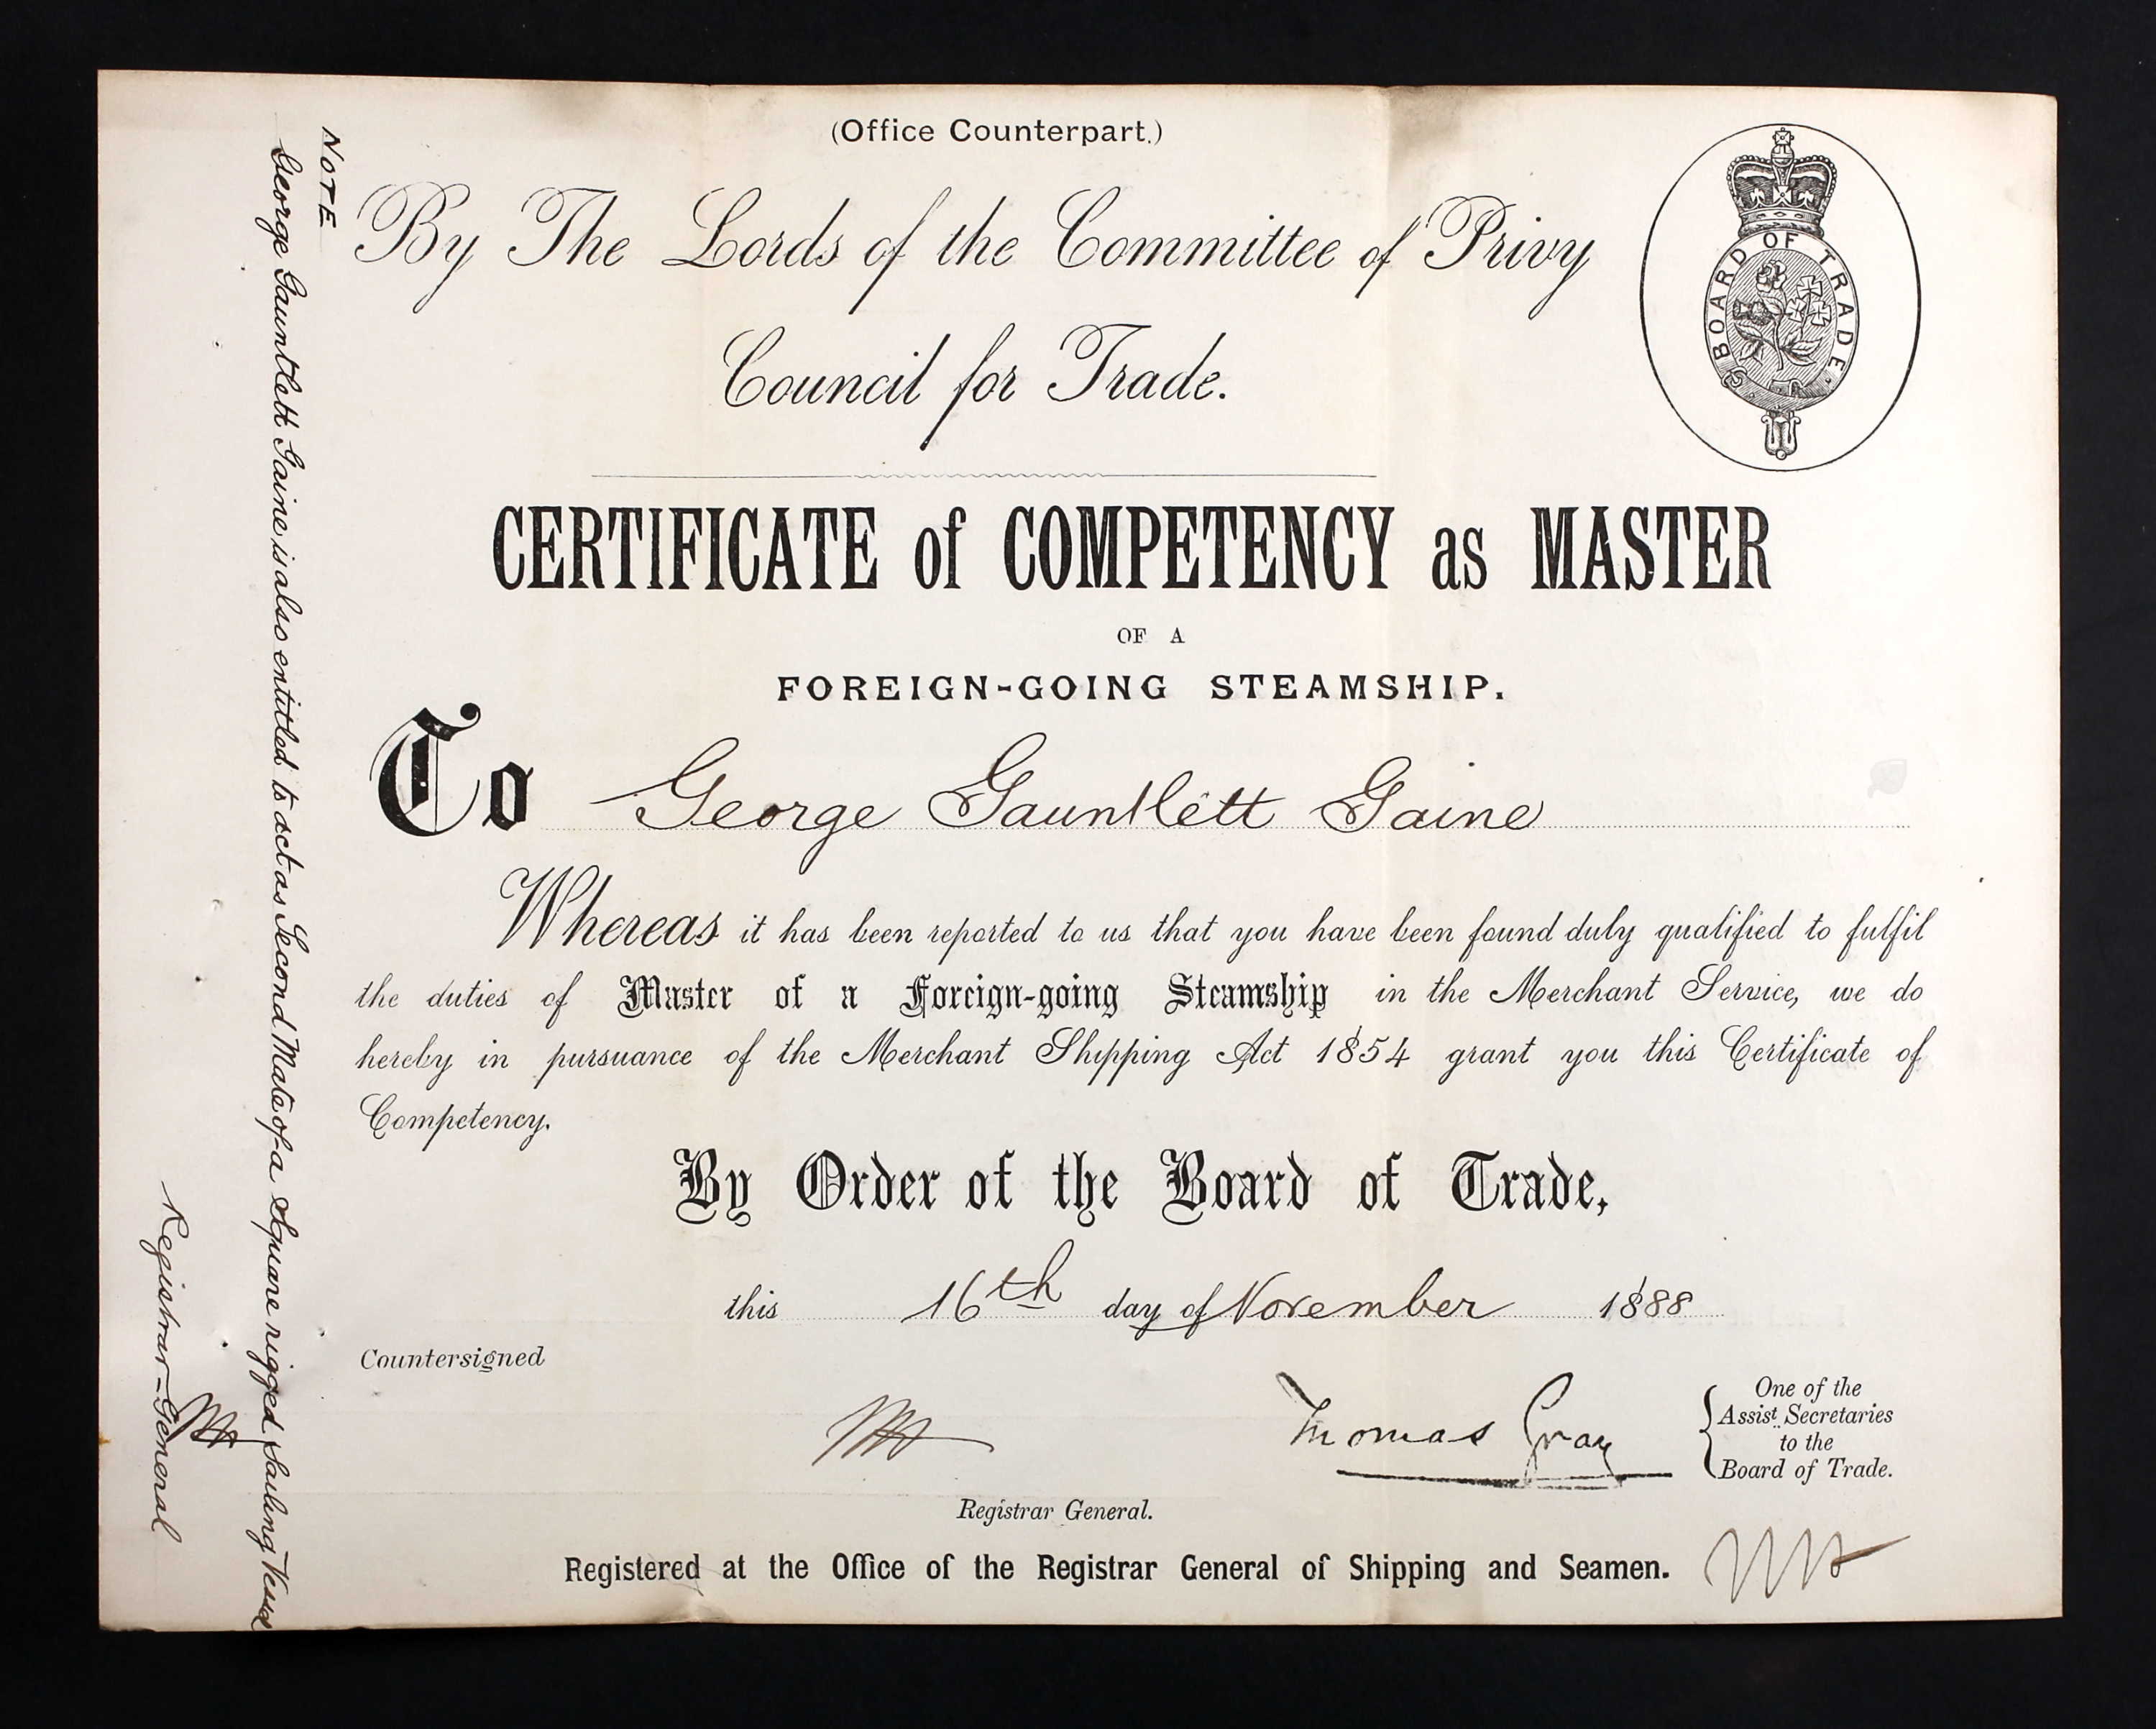 (Office Counterpart.)
By The Lords of the Committee of Privy
Council for Trade.
BOARD OF TRADE
CERTIFICATE of COMPETENCY as MASTER
OF A
FOREIGN-GOING STEAMSHIP.
To George Gauntlett Gaine
Whereas it has been reported to us that you have been found duly qualified to fulfil
the duties of Master of a Foreign-going Steamship in the Merchant Service, we do
hereby in pursuance of the Merchant Shipping Act 1854 grant you this Certificate of
Competency.
By Order of the Board of Trade,
this 16th day of November 1888
Countersigned
Thomas Gray
One of the
Assist. Secretaries
to the
Board of Trade.
Registrar General.
Registered at the Office of the Registrar General of Shipping and Seamen.
NOTE
George Gauntlett Gaine is also entitled to act as Second Mate of a Square rigged Sailing Vessel
Registrar-General